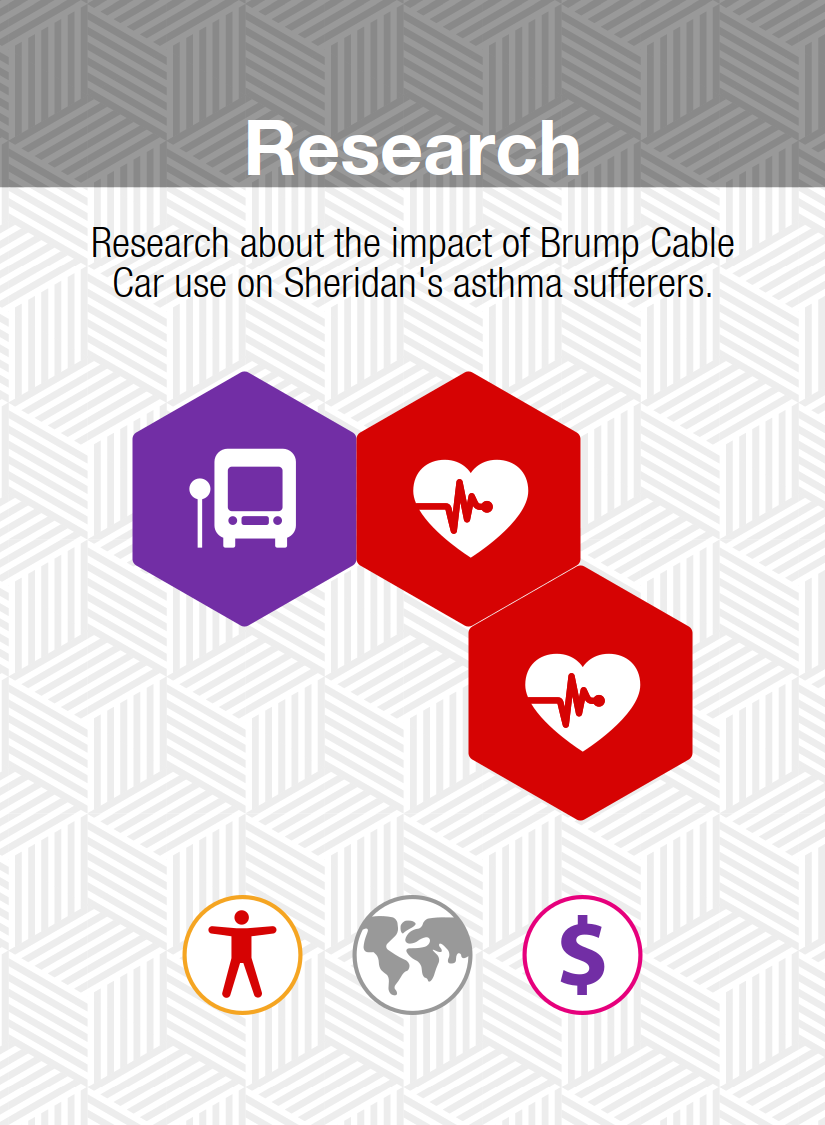 Research
Research about the impact of Brump Cable
Car use on Sheridan's asthma sufferers.
$